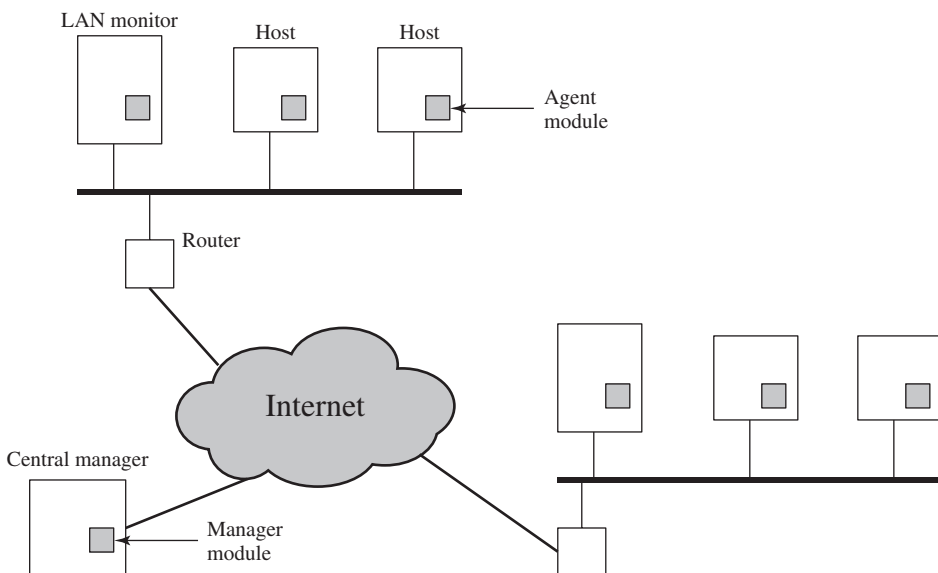 LAN monitor
Host
Host
Agent
module
Router
Internet
Central manager
Manager
module